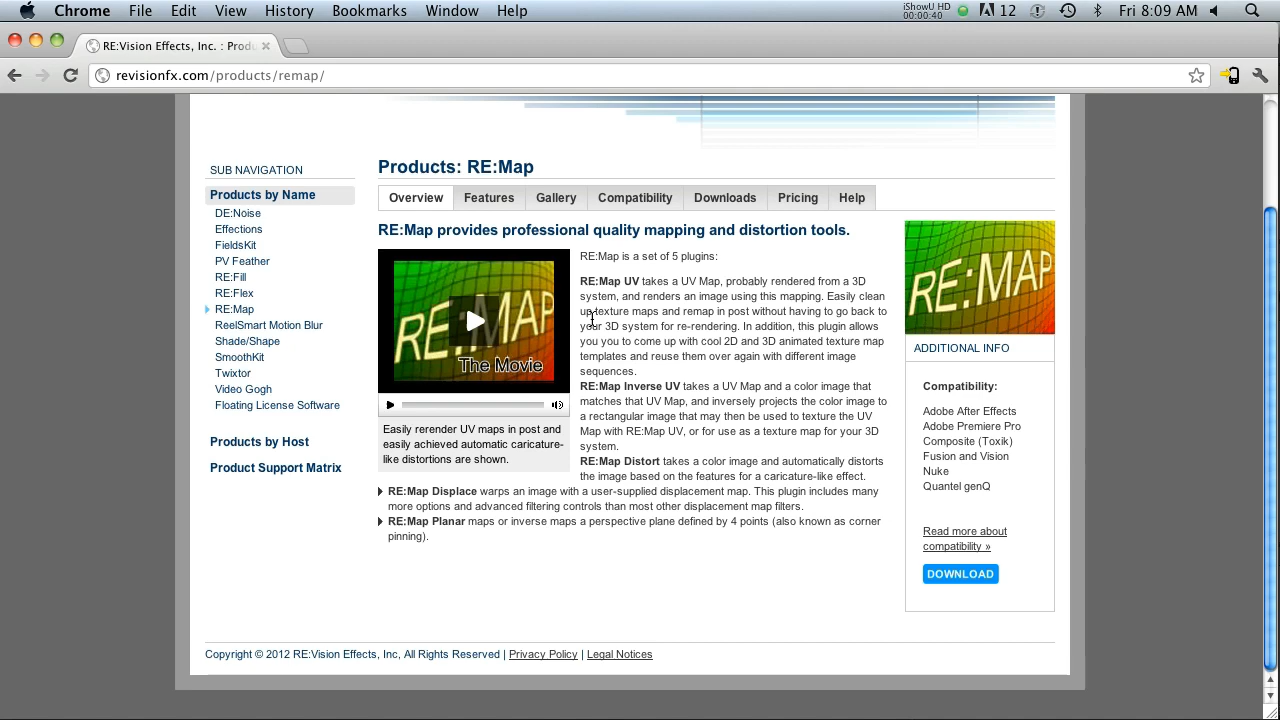 Chrome File Edit View History Bookmarks Window Help iShowU HD 00:00:40 12 Fri 8:09 AM
RE:Vision Effects, Inc. : Produ
revisionfx.com/products/remap/
SUB NAVIGATION
Products by Name
DE:Noise
Effections
FieldsKit
PV Feather
RE:Fill
RE:Flex
RE:Map
ReelSmart Motion Blur
Shade/Shape
SmoothKit
Twixtor
Video Gogh
Floating License Software
Products by Host
Product Support Matrix
Products: RE:Map
Overview Features Gallery Compatibility Downloads Pricing Help
RE:Map provides professional quality mapping and distortion tools.
RE:MAP
The Movie
Easily rerender UV maps in post and
easily achieved automatic caricature-
like distortions are shown.
RE:Map is a set of 5 plugins:
RE:Map UV takes a UV Map, probably rendered from a 3D
system, and renders an image using this mapping. Easily clean
up texture maps and remap in post without having to go back to
your 3D system for re-rendering. In addition, this plugin allows
you you to come up with cool 2D and 3D animated texture map
templates and reuse them over again with different image
sequences.
RE:Map Inverse UV takes a UV Map and a color image that
matches that UV Map, and inversely projects the color image to
a rectangular image that may then be used to texture the UV
Map with RE:Map UV, or for use as a texture map for your 3D
system.
RE:Map Distort takes a color image and automatically distorts
the image based on the features for a caricature-like effect.
RE:Map Displace warps an image with a user-supplied displacement map. This plugin includes many
more options and advanced filtering controls than most other displacement map filters.
RE:Map Planar maps or inverse maps a perspective plane defined by 4 points (also known as corner
pinning).
RE:MAP
ADDITIONAL INFO
Compatibility:
Adobe After Effects
Adobe Premiere Pro
Composite (Toxik)
Fusion and Vision
Nuke
Quantel genQ
Read more about
compatibility »
DOWNLOAD
Copyright © 2012 RE:Vision Effects, Inc, All Rights Reserved | Privacy Policy | Legal Notices